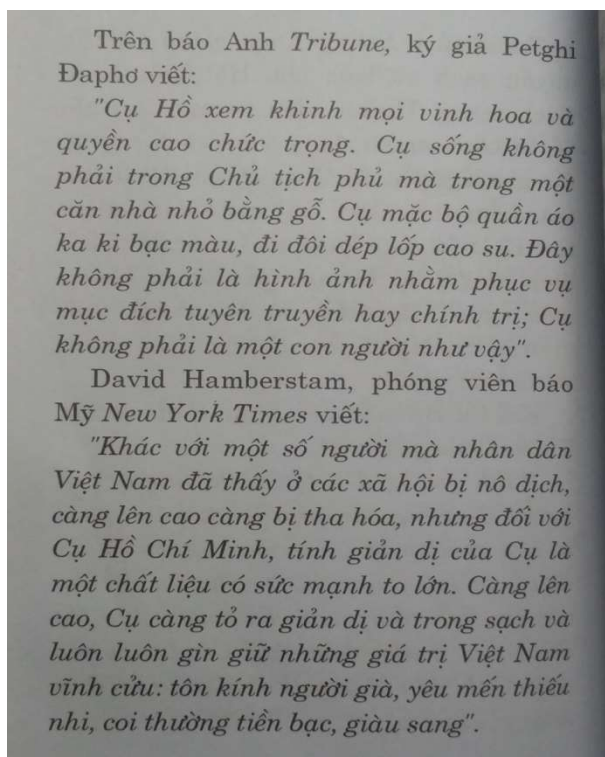 Trên báo Anh Tribune, ký giả Petghi
Đaphơ viết:
"Cụ Hồ xem khinh mọi vinh hoa và
quyền cao chức trọng. Cụ sống không
phải trong Chủ tịch phủ mà trong một
căn nhà nhỏ bằng gỗ. Cụ mặc bộ quần áo
ka ki bạc màu, đi đôi dép lốp cao su. Đây
không phải là hình ảnh nhằm phục vụ
mục đích tuyên truyền hay chính trị; Cụ
không phải là một con người như vậy".
David Hamberstam, phóng viên báo
Mỹ New York Times viết:
"Khác với một số người mà nhân dân
Việt Nam đã thấy ở các xã hội bị nô dịch,
càng lên cao càng bị tha hóa, nhưng đối với
Cụ Hồ Chí Minh, tính giản dị của Cụ là
một chất liệu có sức mạnh to lớn. Càng lên
cao, Cụ càng tỏ ra giản dị và trong sạch và
luôn luôn gìn giữ những giá trị Việt Nam
vĩnh cửu: tôn kính người già, yêu mến thiếu
nhi, coi thường tiền bạc, giàu sang".